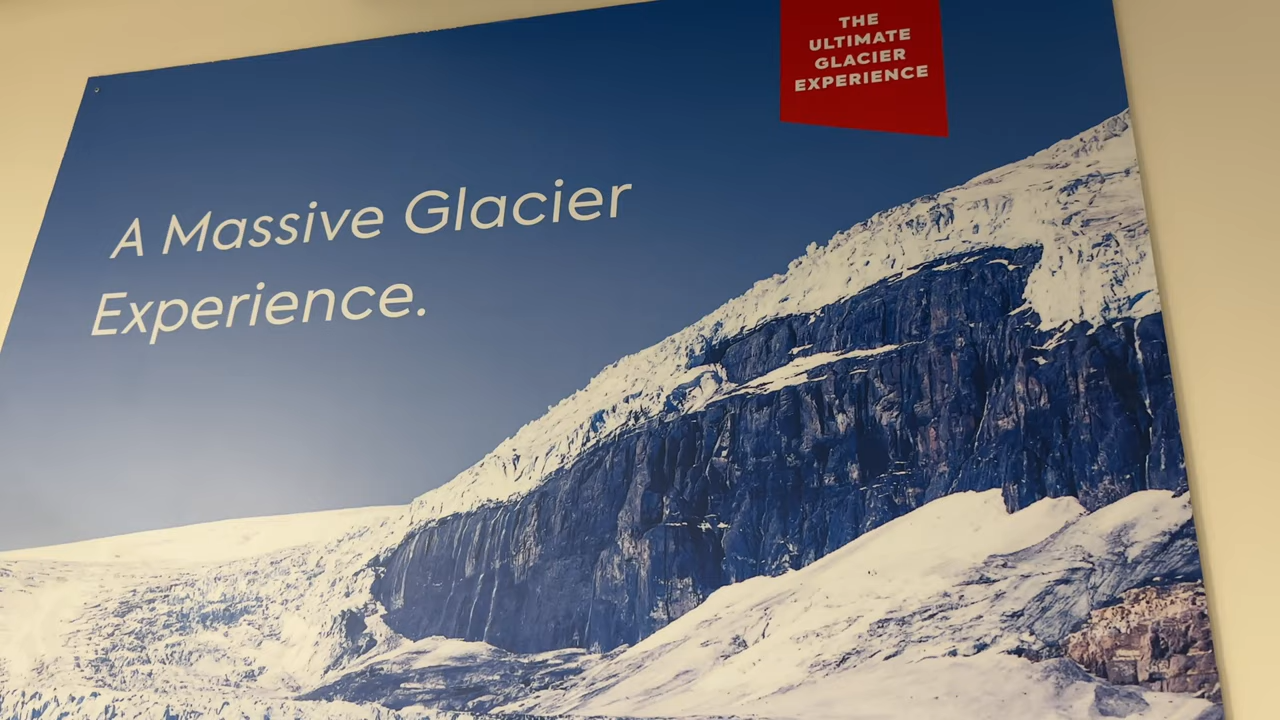 THE
ULTIMATE
GLACIER
EXPERIENCE
A Massive Glacier
Experience.